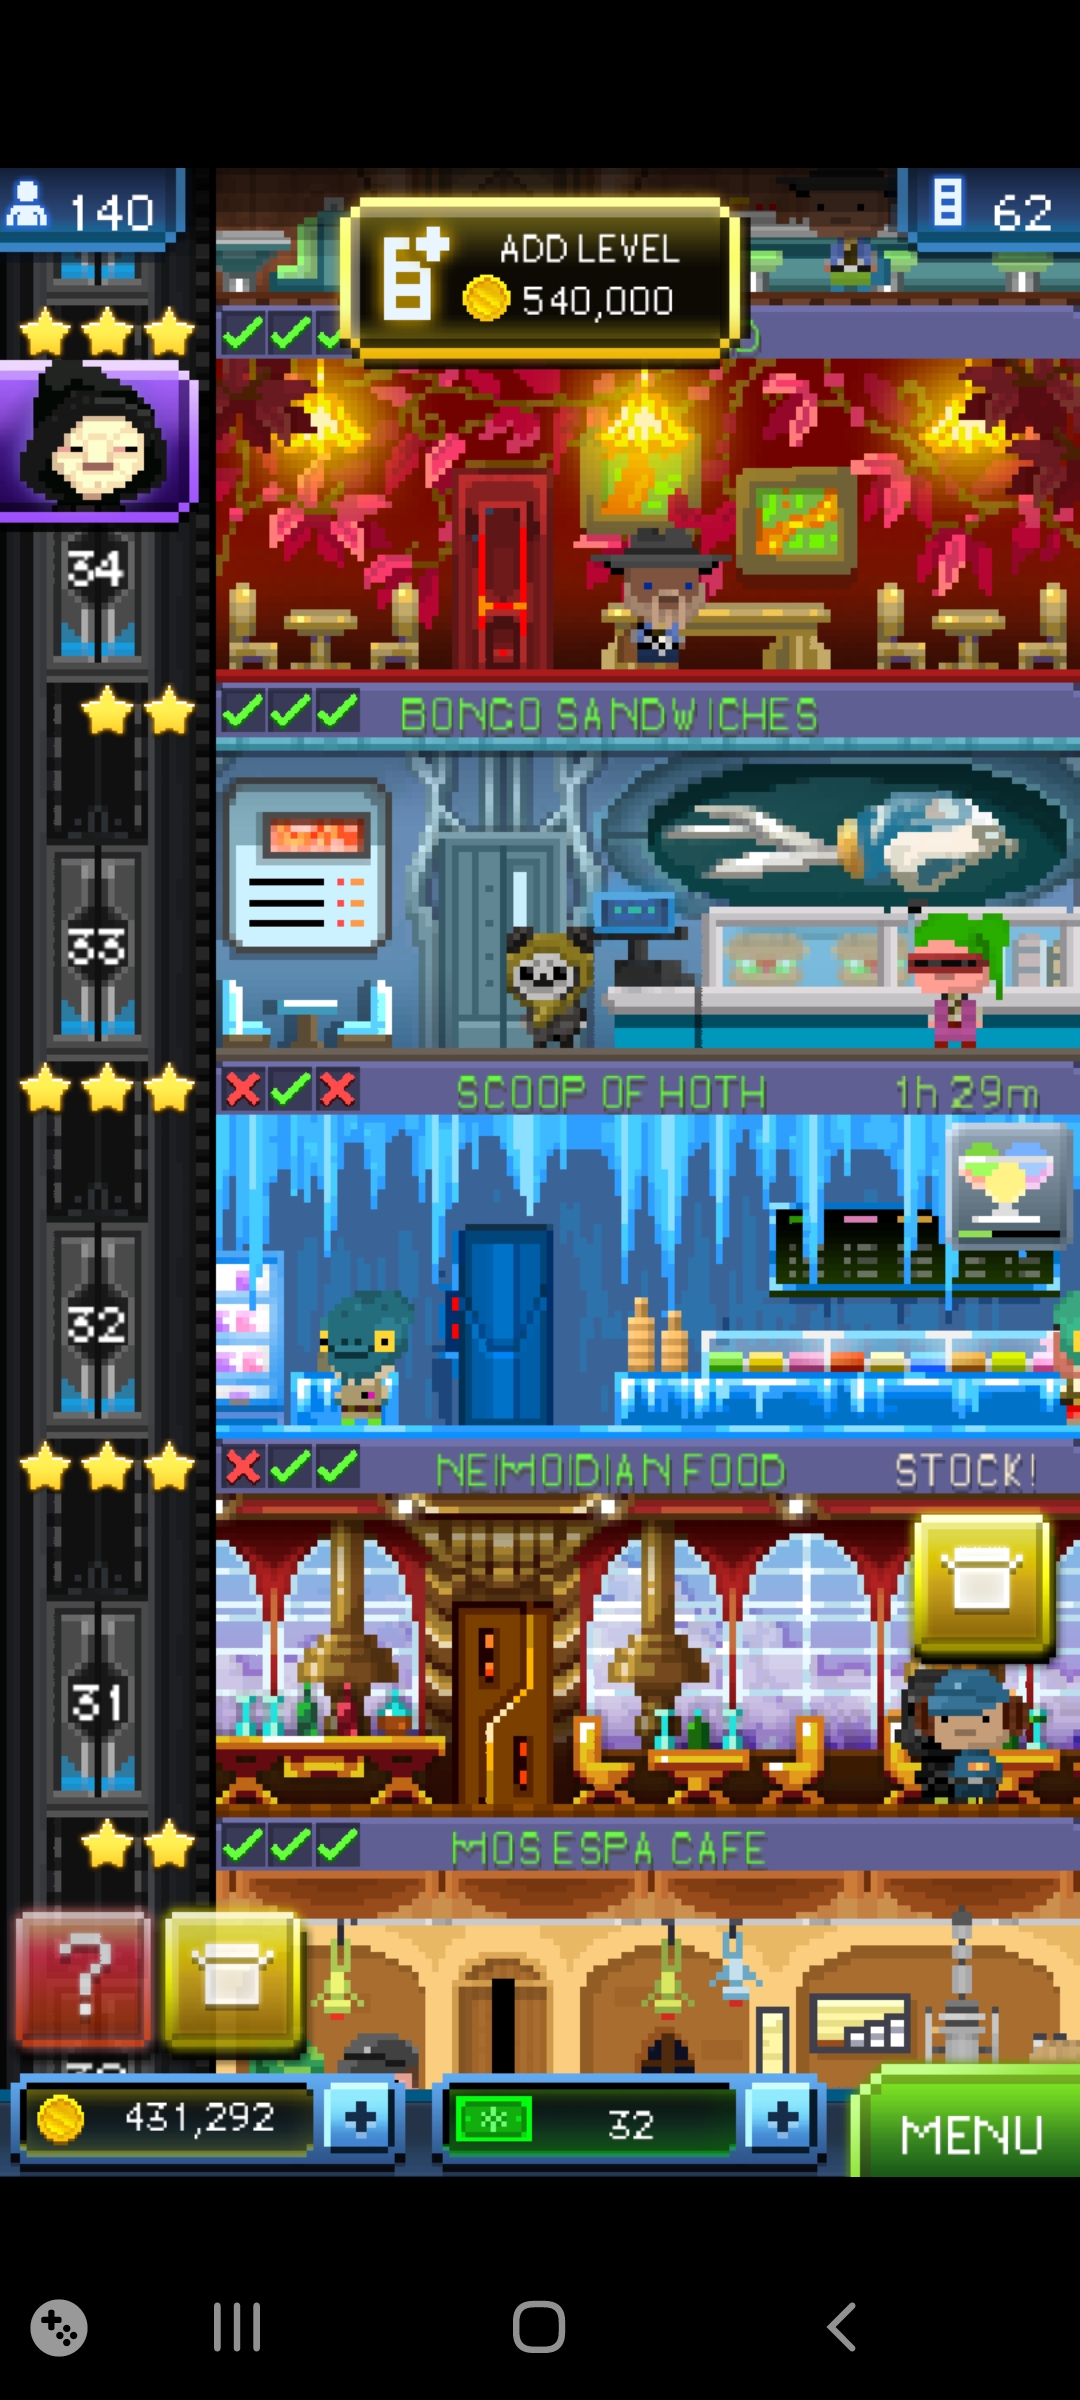 140
62
ADD LEVEL
540,000
34
BONGO SANDWICHES
33
SCOOP OF HOTH 1h 29m
32
NEIMOIDIAN FOOD STOCK!
31
MOS ESPA CAFE
?
431,292 +
32 +
MENU